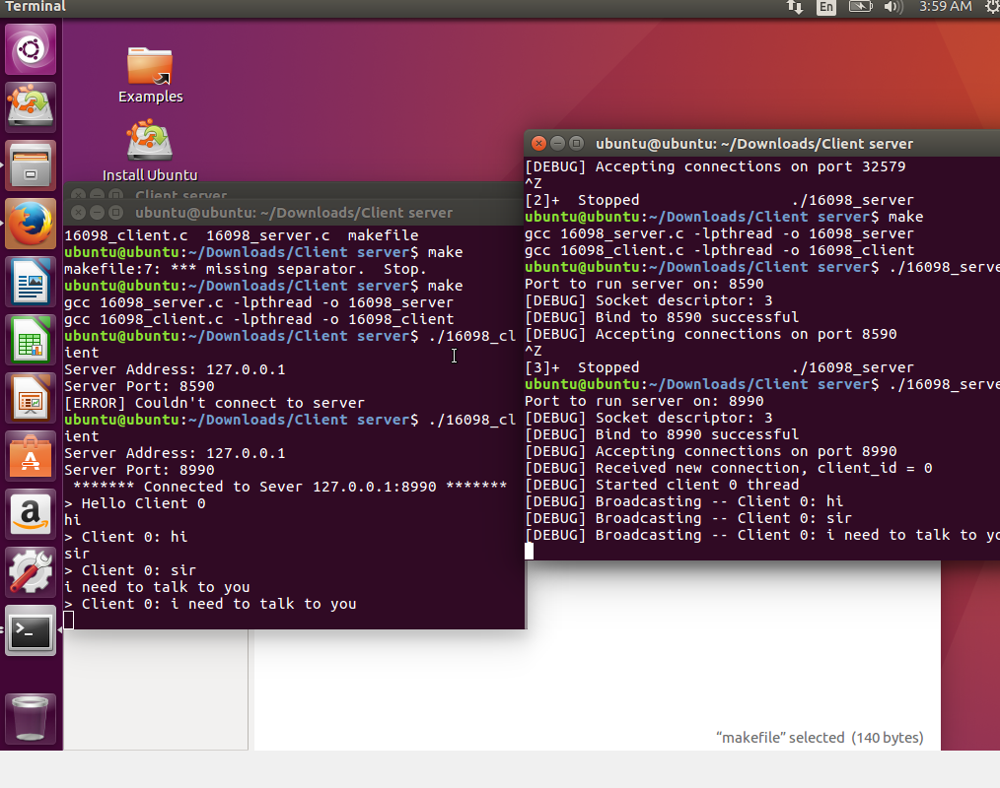 Terminal
En
3:59 AM
Examples
Install Ubuntu
Client server
ubuntu@ubuntu: ~/Downloads/Client server
16098_client.c  16098_server.c  makefile
ubuntu@ubuntu:~/Downloads/Client server$ make
makefile:7: *** missing separator.  Stop.
ubuntu@ubuntu:~/Downloads/Client server$ make
gcc 16098_server.c -lpthread -o 16098_server
gcc 16098_client.c -lpthread -o 16098_client
ubuntu@ubuntu:~/Downloads/Client server$ ./16098_cl
ient
Server Address: 127.0.0.1
Server Port: 8590
[ERROR] Couldn't connect to server
ubuntu@ubuntu:~/Downloads/Client server$ ./16098_cl
ient
Server Address: 127.0.0.1
Server Port: 8990
******* Connected to Sever 127.0.0.1:8990 *******
> Hello Client 0
hi
> Client 0: hi
sir
> Client 0: sir
i need to talk to you
> Client 0: i need to talk to you
ubuntu@ubuntu: ~/Downloads/Client server
[DEBUG] Accepting connections on port 32579
^Z
[2]+  Stopped                 ./16098_server
ubuntu@ubuntu:~/Downloads/Client server$ make
gcc 16098_server.c -lpthread -o 16098_server
gcc 16098_client.c -lpthread -o 16098_client
ubuntu@ubuntu:~/Downloads/Client server$ ./16098_serve
Port to run server on: 8590
[DEBUG] Socket descriptor: 3
[DEBUG] Bind to 8590 successful
[DEBUG] Accepting connections on port 8590
^Z
[3]+  Stopped                 ./16098_server
ubuntu@ubuntu:~/Downloads/Client server$ ./16098_serve
Port to run server on: 8990
[DEBUG] Socket descriptor: 3
[DEBUG] Bind to 8990 successful
[DEBUG] Accepting connections on port 8990
[DEBUG] Received new connection, client_id = 0
[DEBUG] Started client 0 thread
[DEBUG] Broadcasting -- Client 0: hi
[DEBUG] Broadcasting -- Client 0: sir
[DEBUG] Broadcasting -- Client 0: i need to talk to yo
“makefile” selected (140 bytes)